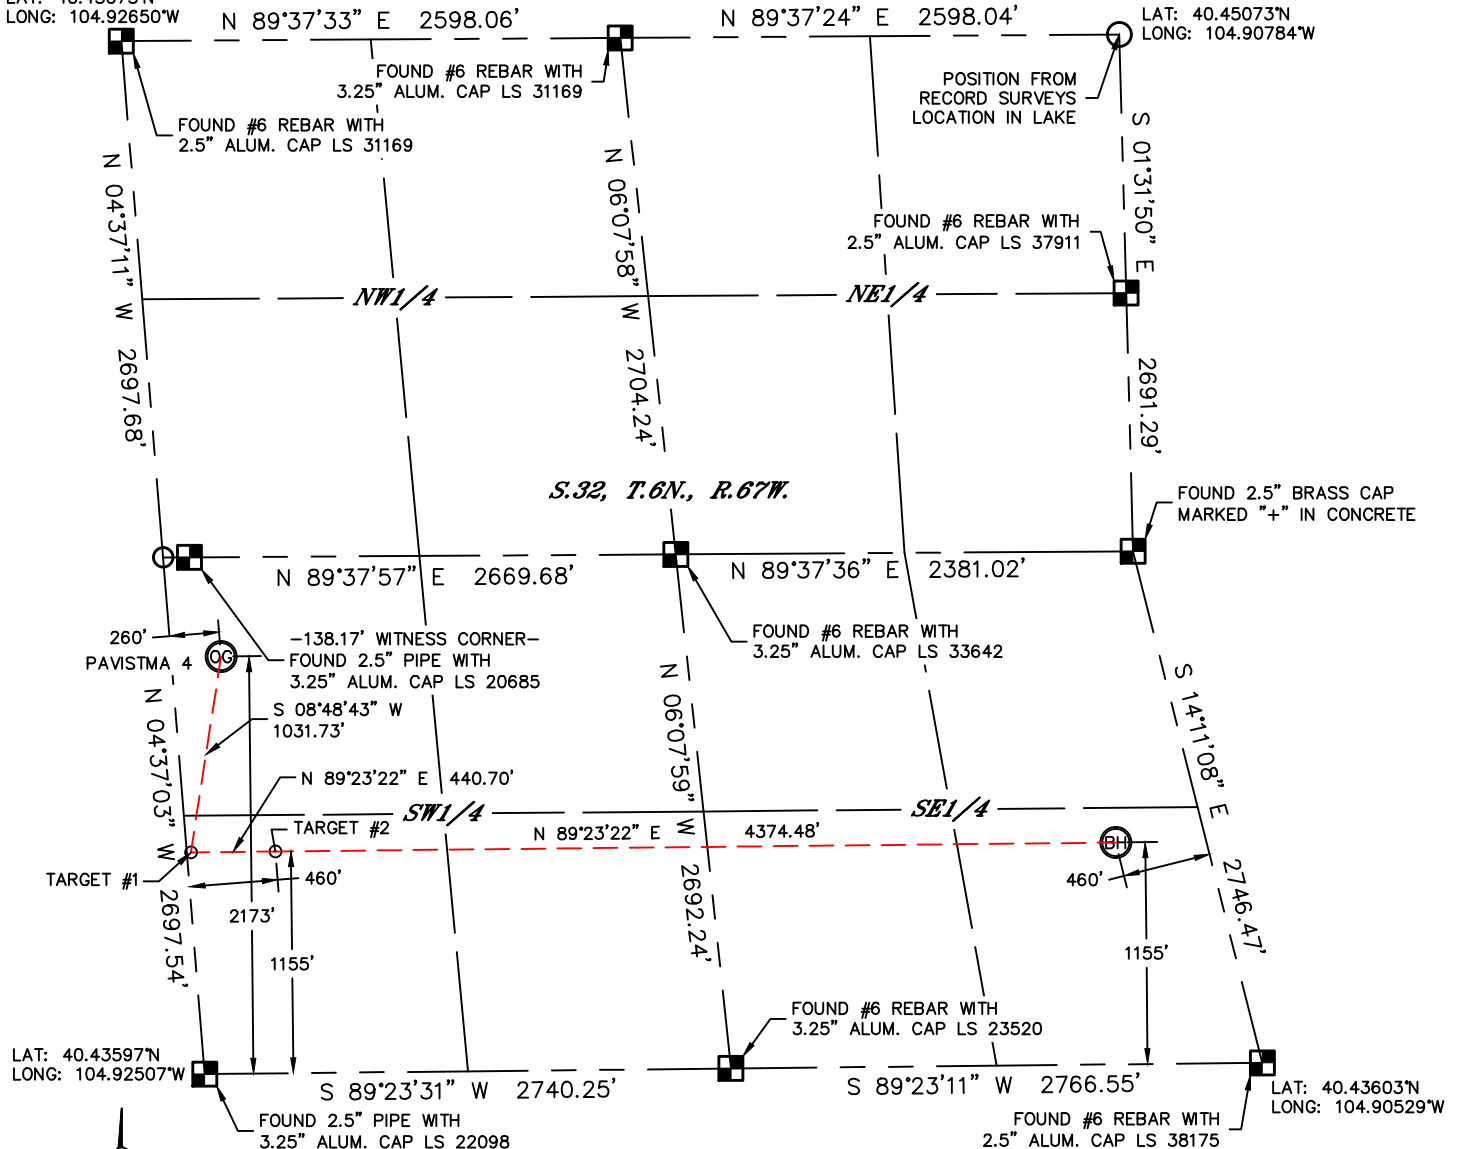 LONG: 104.92650°W
N 89°37'33" E 2598.06'
N 89°37'24" E 2598.04'
LAT: 40.45073°N
LONG: 104.90784°W
FOUND #6 REBAR WITH
3.25" ALUM. CAP LS 31169
POSITION FROM
RECORD SURVEYS
LOCATION IN LAKE
FOUND #6 REBAR WITH
2.5" ALUM. CAP LS 31169
N 04°37'11" W 2697.68'
N 06°07'58" W 2704.24'
S 01°31'50" E 2691.29'
FOUND #6 REBAR WITH
2.5" ALUM. CAP LS 37911
NW1/4
NE1/4
S.32, T.6N., R.67W.
FOUND 2.5" BRASS CAP
MARKED "+" IN CONCRETE
N 89°37'57" E 2669.68'
N 89°37'36" E 2381.02'
260'
PAVISTMA 4
OG
-138.17' WITNESS CORNER-
FOUND 2.5" PIPE WITH
3.25" ALUM. CAP LS 20685
FOUND #6 REBAR WITH
3.25" ALUM. CAP LS 33642
S 08°48'43" W
1031.73'
N 04°37'03" W 2697.54'
N 06°07'59" W 2692.24'
S 14°11'08" E 2746.47'
N 89°23'22" E 440.70'
SW1/4
SE1/4
TARGET #2
N 89°23'22" E 4374.48'
BH
TARGET #1
460'
460'
2173'
1155'
1155'
FOUND #6 REBAR WITH
3.25" ALUM. CAP LS 23520
LAT: 40.43597°N
LONG: 104.92507°W
S 89°23'31" W 2740.25'
S 89°23'11" W 2766.55'
LAT: 40.43603°N
LONG: 104.90529°W
FOUND 2.5" PIPE WITH
3.25" ALUM. CAP LS 22098
FOUND #6 REBAR WITH
2.5" ALUM. CAP LS 38175